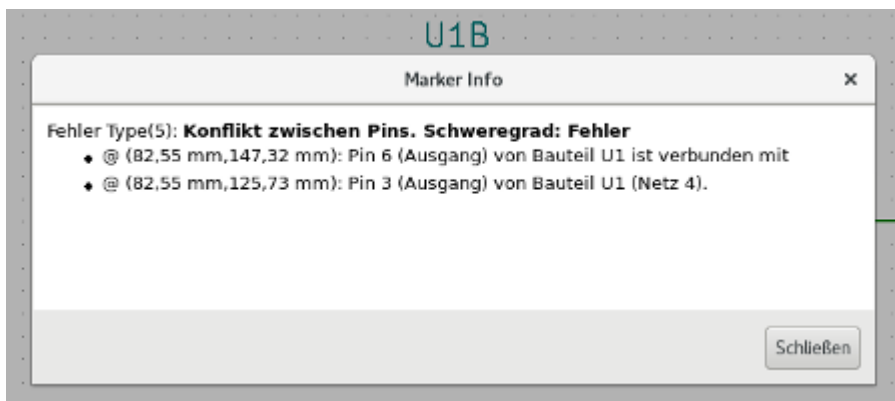 U1B
Marker Info
Fehler Type(5): Konflikt zwischen Pins. Schweregrad: Fehler
@ (82,55 mm,147,32 mm): Pin 6 (Ausgang) von Bauteil U1 ist verbunden mit
@ (82,55 mm,125,73 mm): Pin 3 (Ausgang) von Bauteil U1 (Netz 4).
Schließen